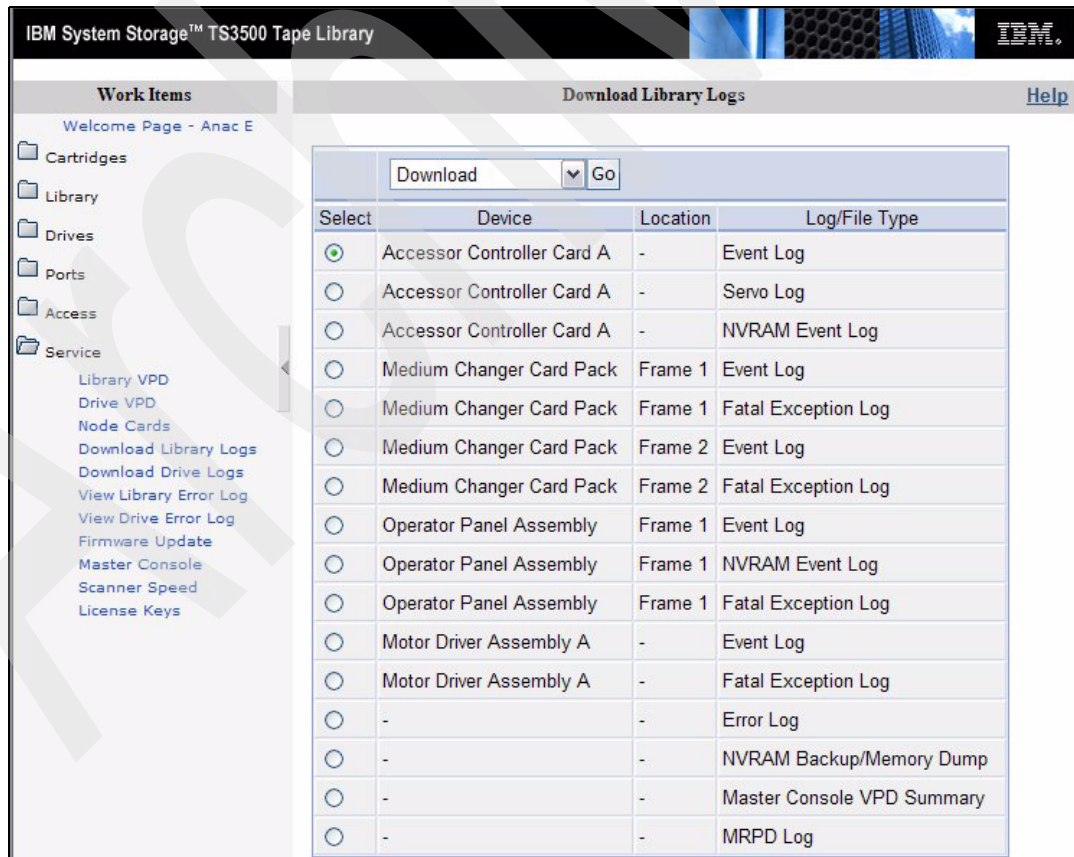 IBM System Storage™ TS3500 Tape Library
IBM.
Work Items
Welcome Page - Anac E
Cartridges
Library
Drives
Ports
Access
Service
Library VPD
Drive VPD
Node Cards
Download Library Logs
Download Drive Logs
View Library Error Log
View Drive Error Log
Firmware Update
Master Console
Scanner Speed
License Keys
Download Library Logs
Help
Download Go
Select Device Location Log/File Type
Accessor Controller Card A - Event Log
Accessor Controller Card A - Servo Log
Accessor Controller Card A - NVRAM Event Log
Medium Changer Card Pack Frame 1 Event Log
Medium Changer Card Pack Frame 1 Fatal Exception Log
Medium Changer Card Pack Frame 2 Event Log
Medium Changer Card Pack Frame 2 Fatal Exception Log
Operator Panel Assembly Frame 1 Event Log
Operator Panel Assembly Frame 1 NVRAM Event Log
Operator Panel Assembly Frame 1 Fatal Exception Log
Motor Driver Assembly A - Event Log
Motor Driver Assembly A - Fatal Exception Log
- - Error Log
- - NVRAM Backup/Memory Dump
- - Master Console VPD Summary
- - MRPD Log